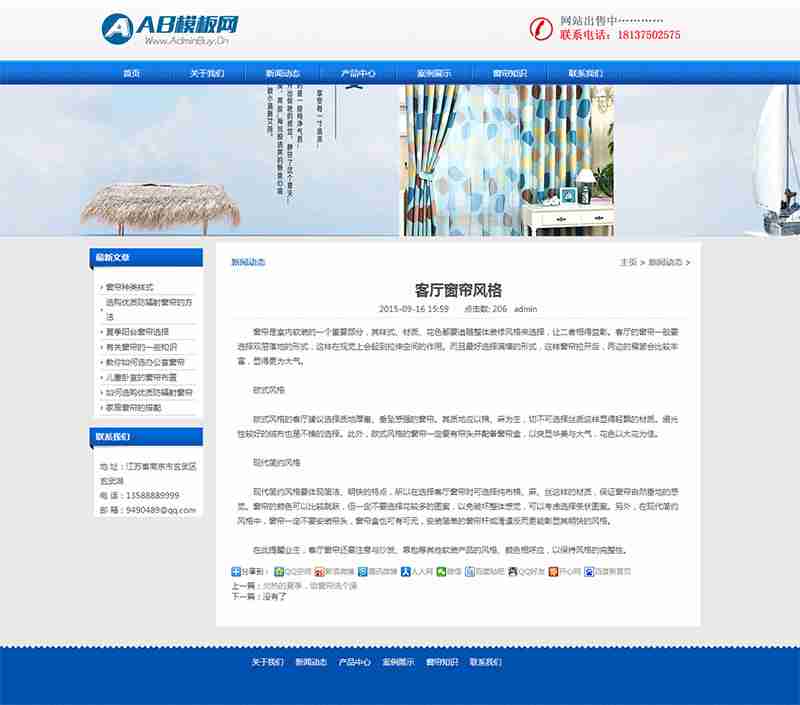 AB模板网
Www.AdminBuy.Cn
网站出售中…………
联系电话：18137502575
首页 关于我们 新闻动态 产品中心 案例展示 窗帘知识 联系我们
最新文章
窗帘种类样式
选购优质防辐射窗帘的方
法
夏季阳台窗帘选择
有关窗帘的一些知识
教你如何选办公室窗帘
儿童卧室的窗帘布置
如何选购优质防辐射窗帘
家居窗帘的搭配
联系我们
地 址：江苏省南京市玄武区
玄武湖
电 话：13588889999
邮 箱：9490489@qq.com
新闻动态
主页 > 新闻动态 >
客厅窗帘风格
2015-09-16 15:59 点击数: 206 admin
窗帘是室内软装的一个重要部分，其样式、材质、花色都要追随整体装修风格来选择，让二者相得益彰。客厅的窗帘一般要
选择双层落地的形式，这样在视觉上会起到拉伸空间的作用。而且最好选择满墙的形式，这样窗帘拉开后，两边的褶皱会比较丰
富，显得更为大气。
欧式风格
欧式风格的客厅建议选择质地厚重、垂坠感强的窗帘。其质地应以棉、麻为主，切不可选择丝质这样显得轻飘的材质。遮光
性较好的绒布也是不错的选择。此外，欧式风格的窗帘一定要有帘头并配备窗帘盒，以突显华美与大气，花色以大花为佳。
现代简约风格
现代简约风格要体现简洁、明快的特点，所以在选择客厅窗帘时可选择纯布棉、麻、丝这样的材质，保证窗帘自然垂地的感
觉。窗帘的颜色可以比较跳跃，但一定不要选择花较多的图案，以免破坏整体感觉，可以考虑选择条状图案。另外，在现代简约
风格中，窗帘一定不要安装帘头，窗帘盒也可有可无，安装简单的窗帘杆或滑道反而更能彰显其明快的风格。
在此提醒业主，客厅窗帘还要注意与沙发、靠枕等其他软装产品的风格、颜色相呼应，以保持风格的完整性。
分享到： QQ空间 新浪微博 腾讯微博 人人网 微信 百度贴吧 QQ好友 开心网 百度新首页
上一篇：炎热的夏季，给窗帘洗个澡
下一篇：没有了
关于我们 新闻动态 产品中心 案例展示 窗帘知识 联系我们